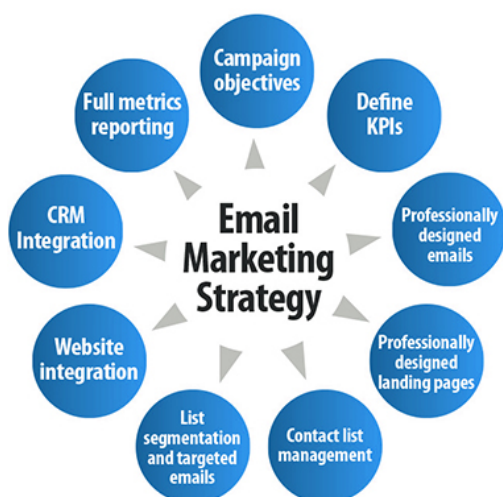 Campaign
objectives
Define
KPIs
Professionally
designed
emails
Professionally
designed
landing pages
Contact list
management
List
segmentation
and targeted
emails
Website
integration
CRM
Integration
Full metrics
reporting
Email
Marketing
Strategy